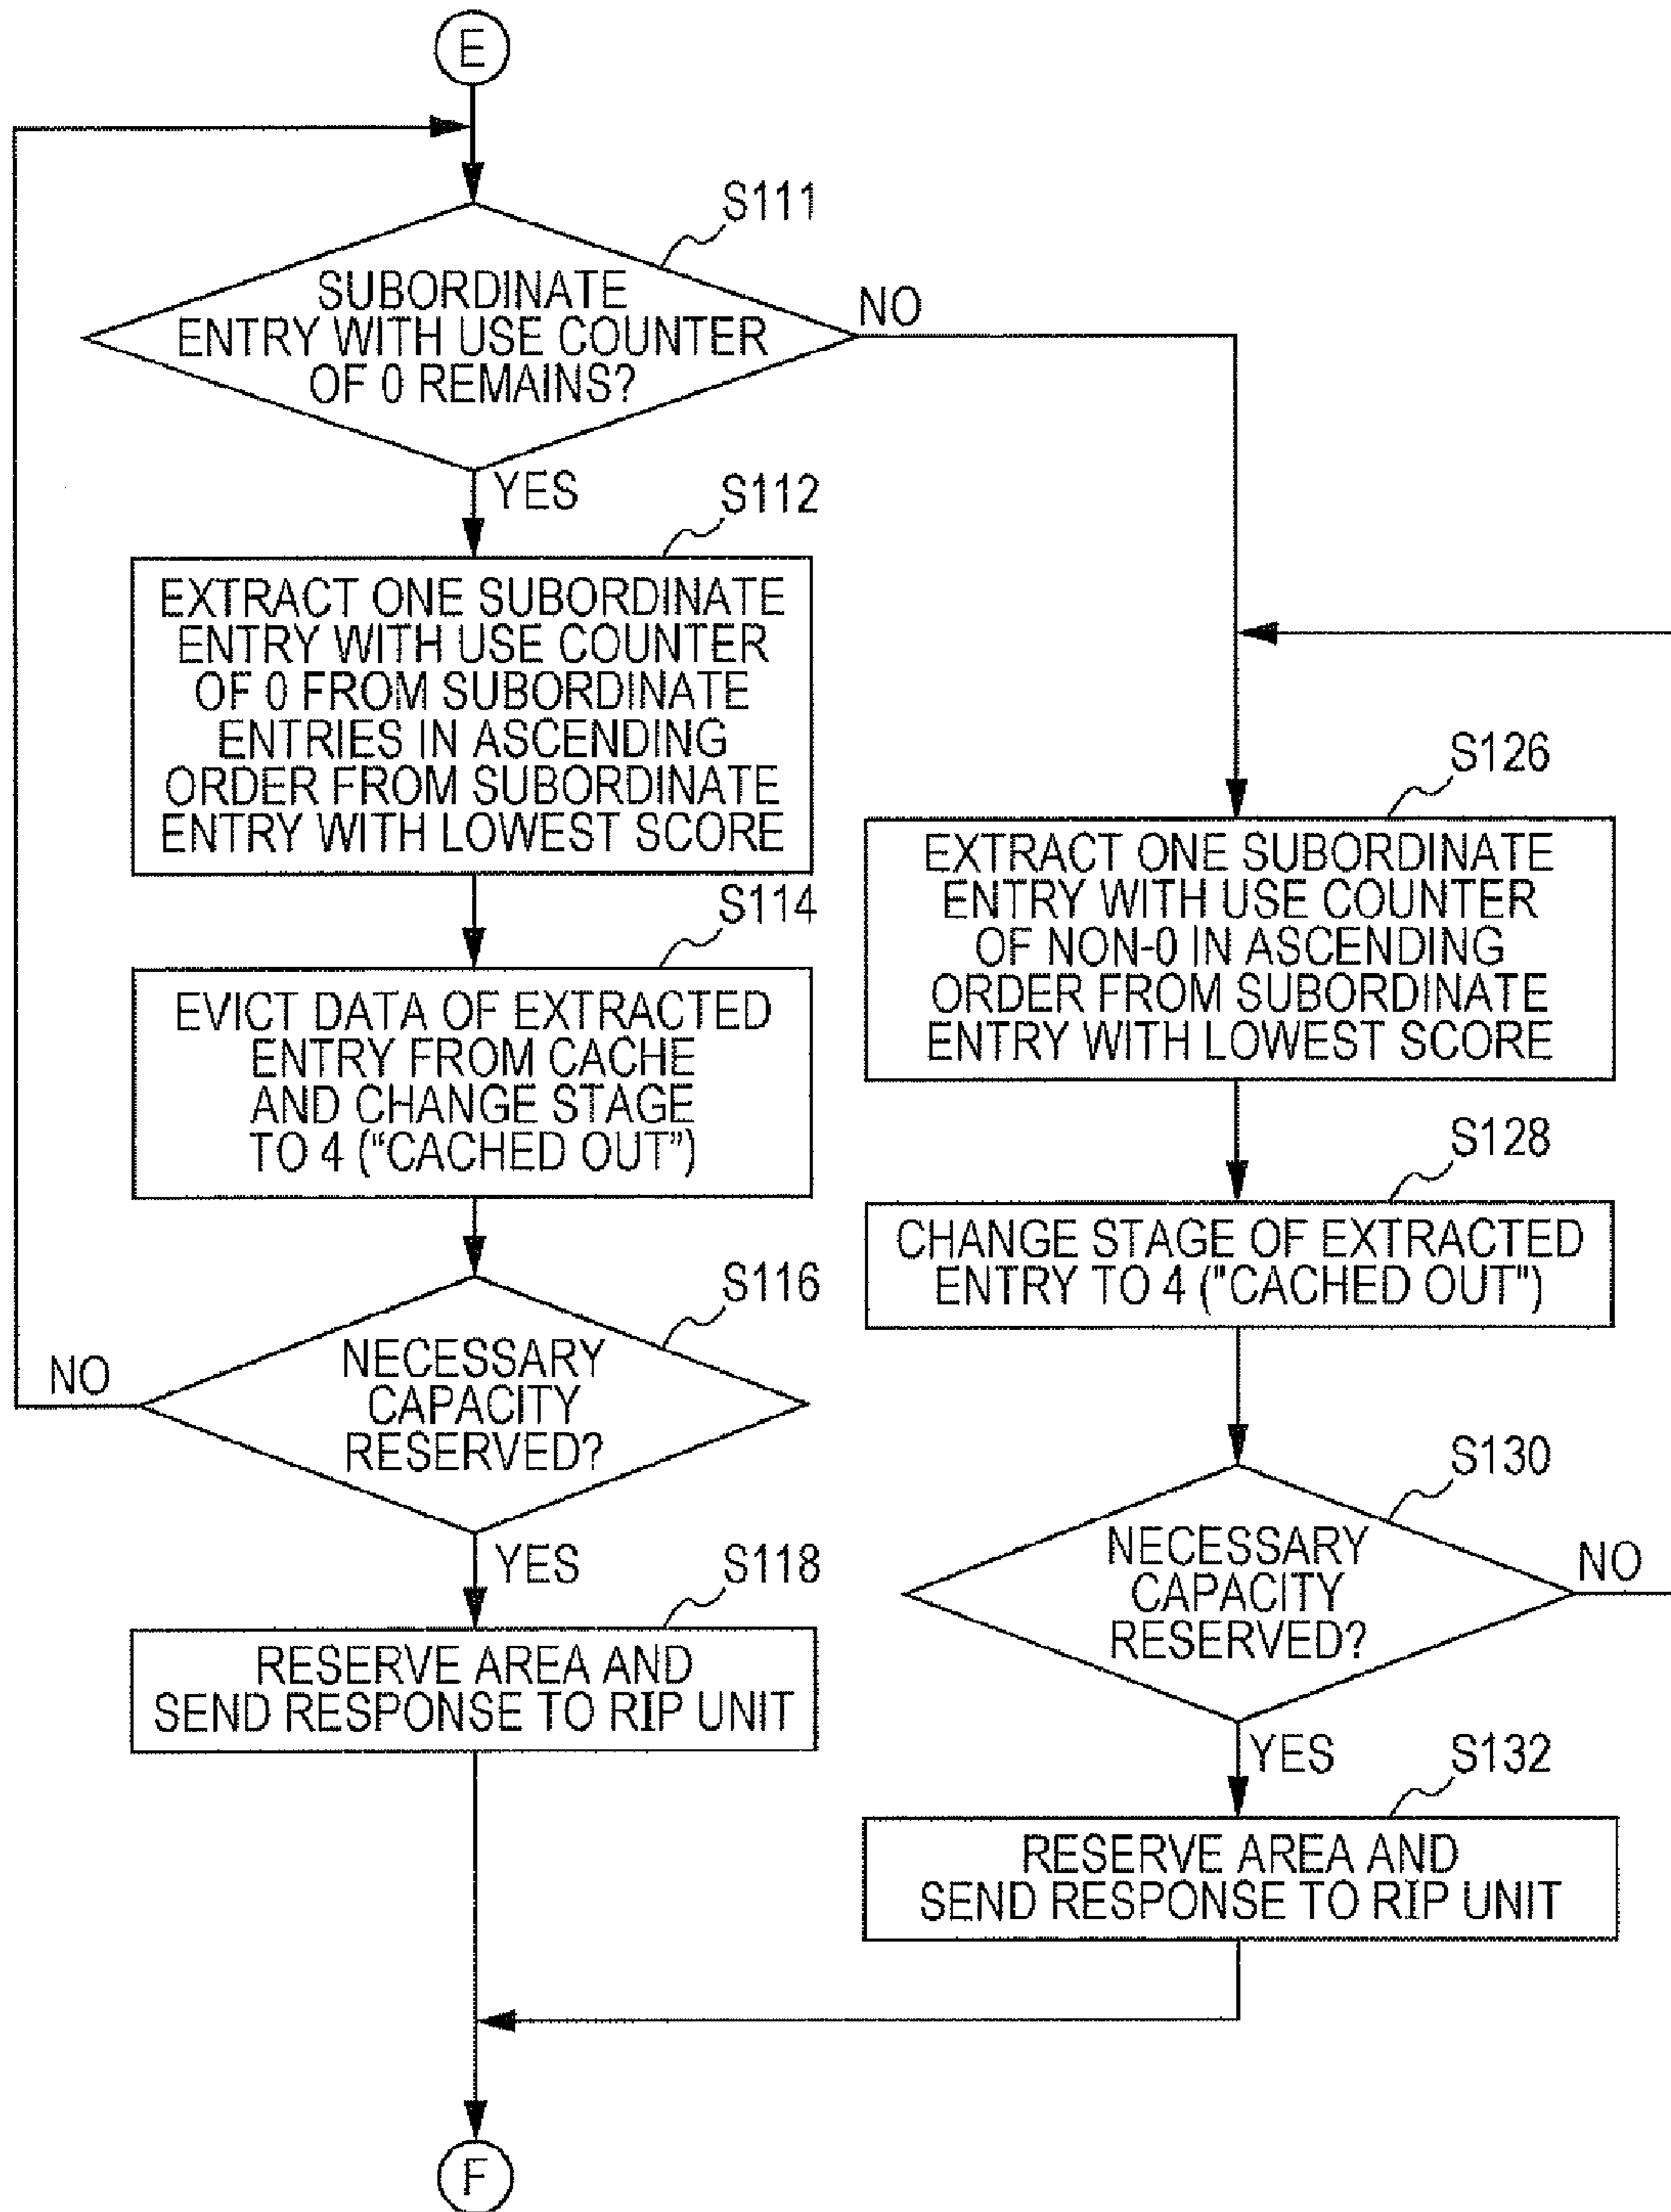 E
S111
SUBORDINATE
ENTRY WITH USE COUNTER
OF 0 REMAINS?
NO
YES
S112
EXTRACT ONE SUBORDINATE
ENTRY WITH USE COUNTER
OF 0 FROM SUBORDINATE
ENTRIES IN ASCENDING
ORDER FROM SUBORDINATE
ENTRY WITH LOWEST SCORE
S114
EVICT DATA OF EXTRACTED
ENTRY FROM CACHE
AND CHANGE STAGE
TO 4 ("CACHED OUT")
S116
NECESSARY
CAPACITY
RESERVED?
NO
YES
S118
RESERVE AREA AND
SEND RESPONSE TO RIP UNIT
S126
EXTRACT ONE SUBORDINATE
ENTRY WITH USE COUNTER
OF NON-0 IN ASCENDING
ORDER FROM SUBORDINATE
ENTRY WITH LOWEST SCORE
S128
CHANGE STAGE OF EXTRACTED
ENTRY TO 4 ("CACHED OUT")
S130
NECESSARY
CAPACITY
RESERVED?
NO
YES
S132
RESERVE AREA AND
SEND RESPONSE TO RIP UNIT
F